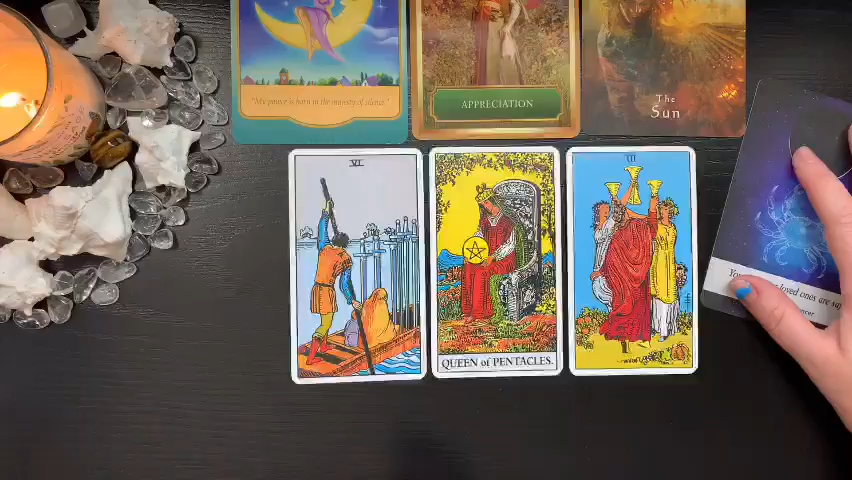 "My power is born in the majesty of silence"
APPRECIATION
The
Sun
VI
III
QUEEN of PENTACLES.
loved ones are